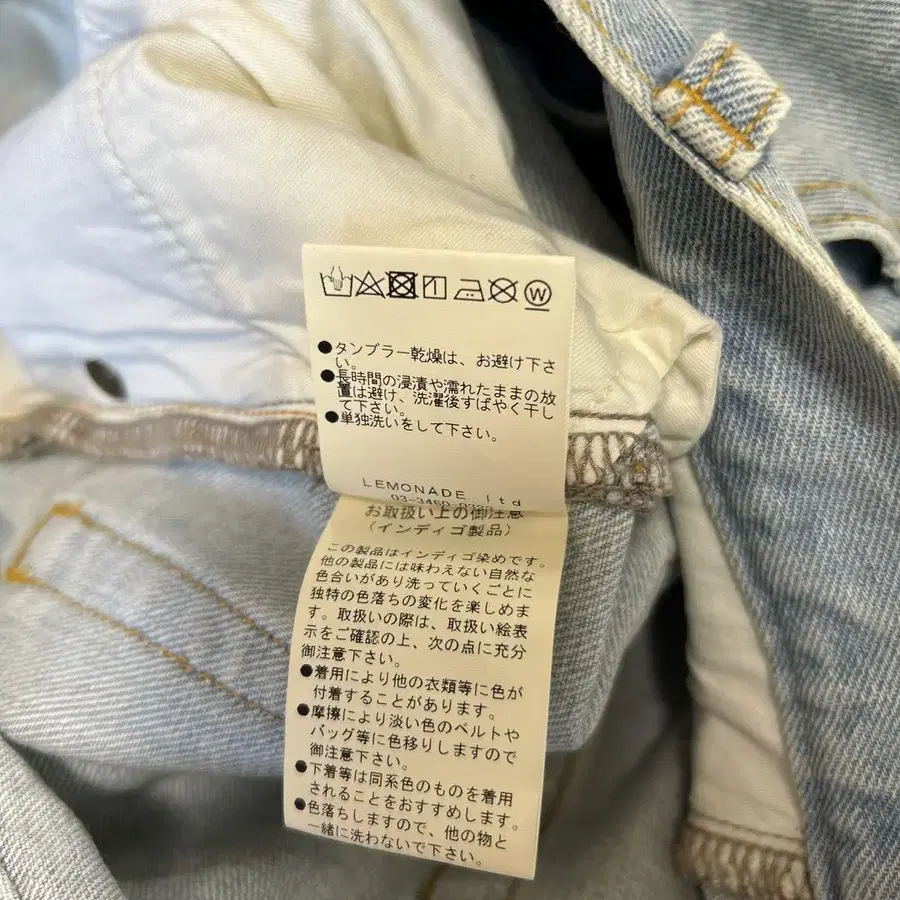 W
●タンブラー乾燥は、お避け下さ
い。
●長時間の浸漬や濡れたままの放
置は避け、洗濯後すばやく干し
て下さい。
●単独洗いをして下さい。
LEMONADE.ltd
03-3460-
お取扱い上の御注意
(インディゴ製品)
この製品はインディゴ染めです。
他の製品には味わえない自然な
色合いがあり洗っていくごとに
独特の色落ちの変化を楽しめま
す。取扱いの際は、取扱い絵表
示をご確認の上、次の点に充分
御注意下さい。
●着用により他の衣類等に色が
付着することがあります。
●摩擦により淡い色のベルトや
バッグ等に色移りしますので
御注意下さい。
●下着等は同系色のものを着用
されることをおすすめします。
●色落ちしますので、他の物と
一緒に洗わないで下さい。